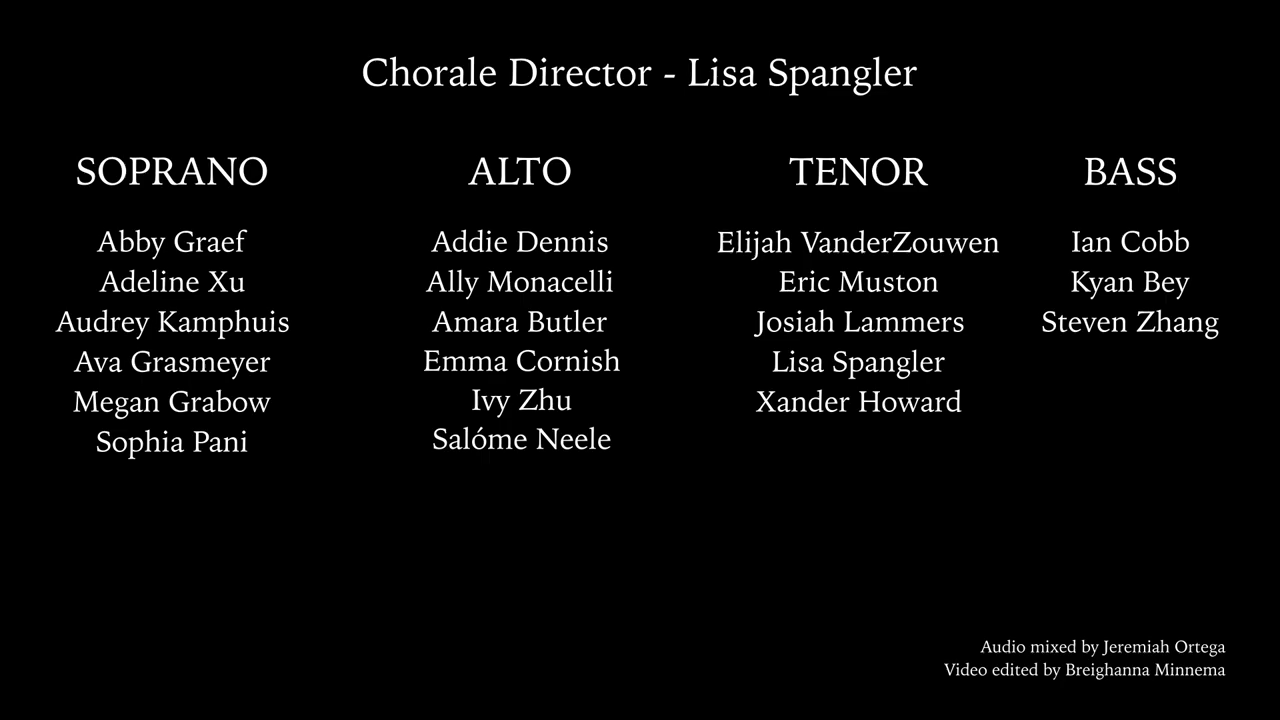 Chorale Director - Lisa Spangler
SOPRANO
Abby Graef
Adeline Xu
Audrey Kamphuis
Ava Grasmeyer
Megan Grabow
Sophia Pani
ALTO
Addie Dennis
Ally Monacelli
Amara Butler
Emma Cornish
Ivy Zhu
Salóme Neele
TENOR
Elijah VanderZouwen
Eric Muston
Josiah Lammers
Lisa Spangler
Xander Howard
BASS
Ian Cobb
Kyan Bey
Steven Zhang
Audio mixed by Jeremiah Ortega
Video edited by Breighanna Minnema